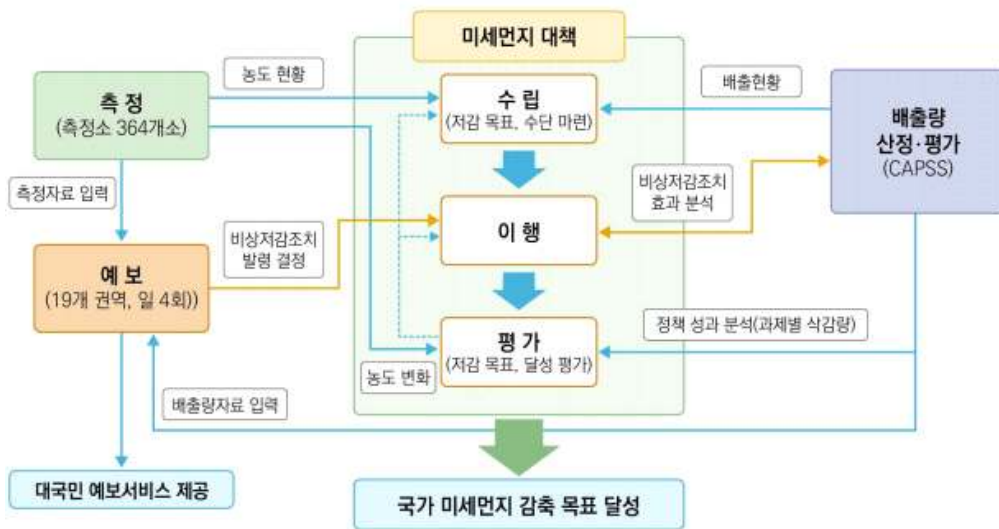 미세먼지 대책
농도 현황
배출현황
측 정
(측정소 364개소)
수 립
(저감 목표, 수단 마련)
배출량
산정·평가
(CAPSS)
측정자료 입력
비상저감조치
효과 분석
비상저감조치
발령 결정
이 행
예 보
(19개 권역, 일 4회))
정책 성과 분석(과제별 삭감량)
평 가
(저감 목표, 달성 평가)
농도 변화
배출량자료 입력
대국민 예보서비스 제공
국가 미세먼지 감축 목표 달성